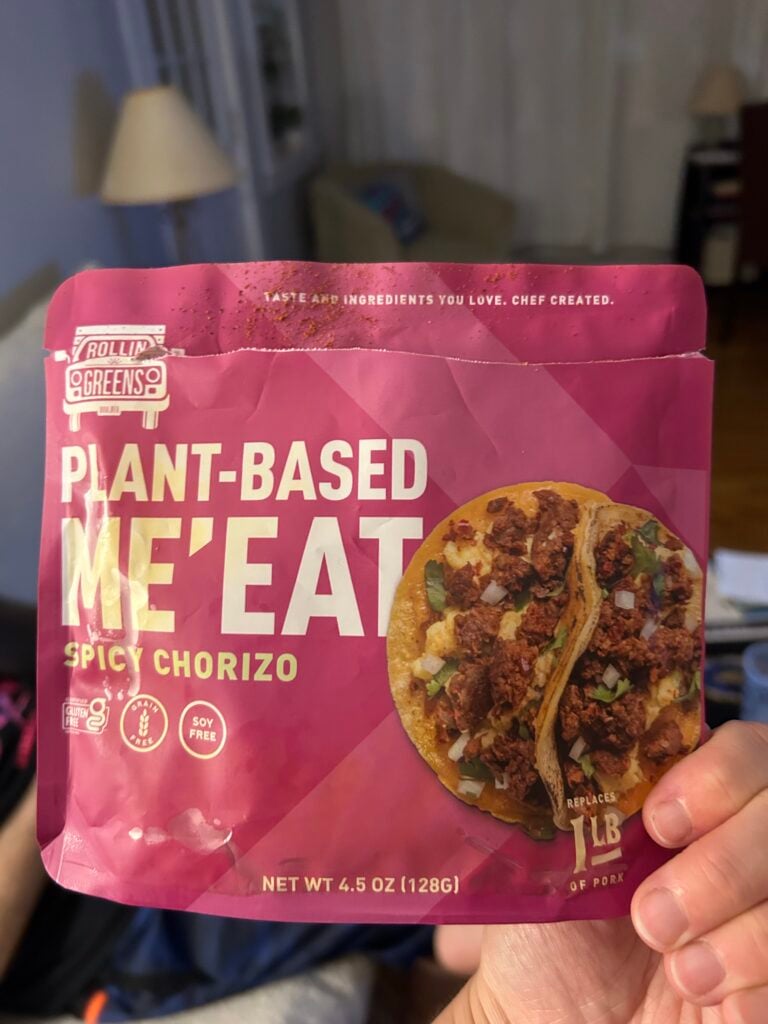 TASTE AND INGREDIENTS YOU LOVE. CHEF CREATED.
ROLLIN
GREENS
PLANT-BASED
ME'EAT
SPICY CHORIZO
CERTIFIED
GLUTEN
FREE
GRAIN
FREE
SOY
FREE
REPLACES
1 LB
OF PORK
NET WT 4.5 OZ (128G)